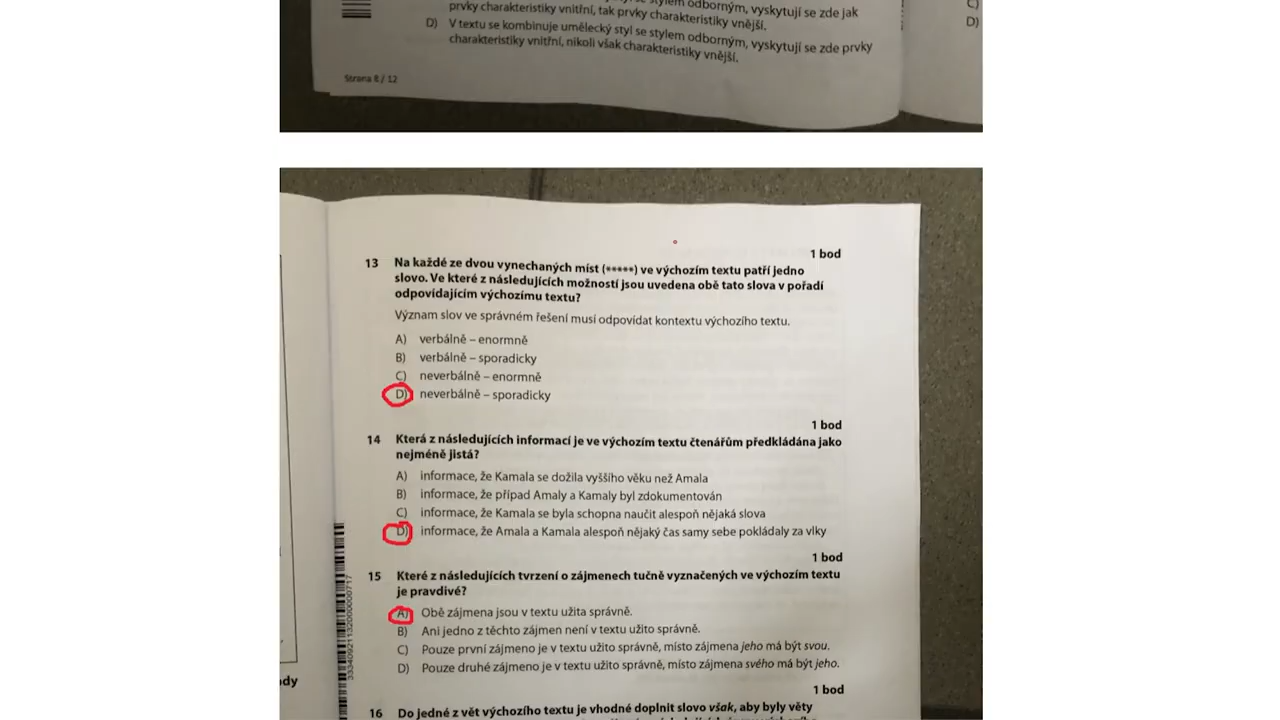 stylem odborným, vyskytují se zde jak
prvky charakteristiky vnitřní, tak prvky charakteristiky vnější.
D) V textu se kombinuje umělecký styl se stylem odborným, vyskytují se zde prvky
charakteristiky vnitřní, nikoli však charakteristiky vnější.
Strana 8 / 12
C)
D)
1 bod
13 Na každé ze dvou vynechaných míst (*****) ve výchozím textu patří jedno
slovo. Ve které z následujících možností jsou uvedena obě tato slova v pořadí
odpovídajícím výchozímu textu?
Význam slov ve správném řešení musí odpovídat kontextu výchozího textu.
A) verbálně – enormně
B) verbálně – sporadicky
C) neverbálně – enormně
D) neverbálně – sporadicky
1 bod
14 Která z následujících informací je ve výchozím textu čtenářům předkládána jako
nejméně jistá?
A) informace, že Kamala se dožila vyššího věku než Amala
B) informace, že případ Amaly a Kamaly byl zdokumentován
C) informace, že Kamala se byla schopna naučit alespoň nějaká slova
D) informace, že Amala a Kamala alespoň nějaký čas samy sebe pokládaly za vlky
1 bod
15 Které z následujících tvrzení o zájmenech tučně vyznačených ve výchozím textu
je pravdivé?
A) Obě zájmena jsou v textu užita správně.
B) Ani jedno z těchto zájmen není v textu užito správně.
C) Pouze první zájmeno je v textu užito správně, místo zájmena jeho má být svou.
D) Pouze druhé zájmeno je v textu užito správně, místo zájmena svého má být jeho.
1 bod
16 Do jedné z vět výchozího textu je vhodné doplnit slovo však, aby byly věty